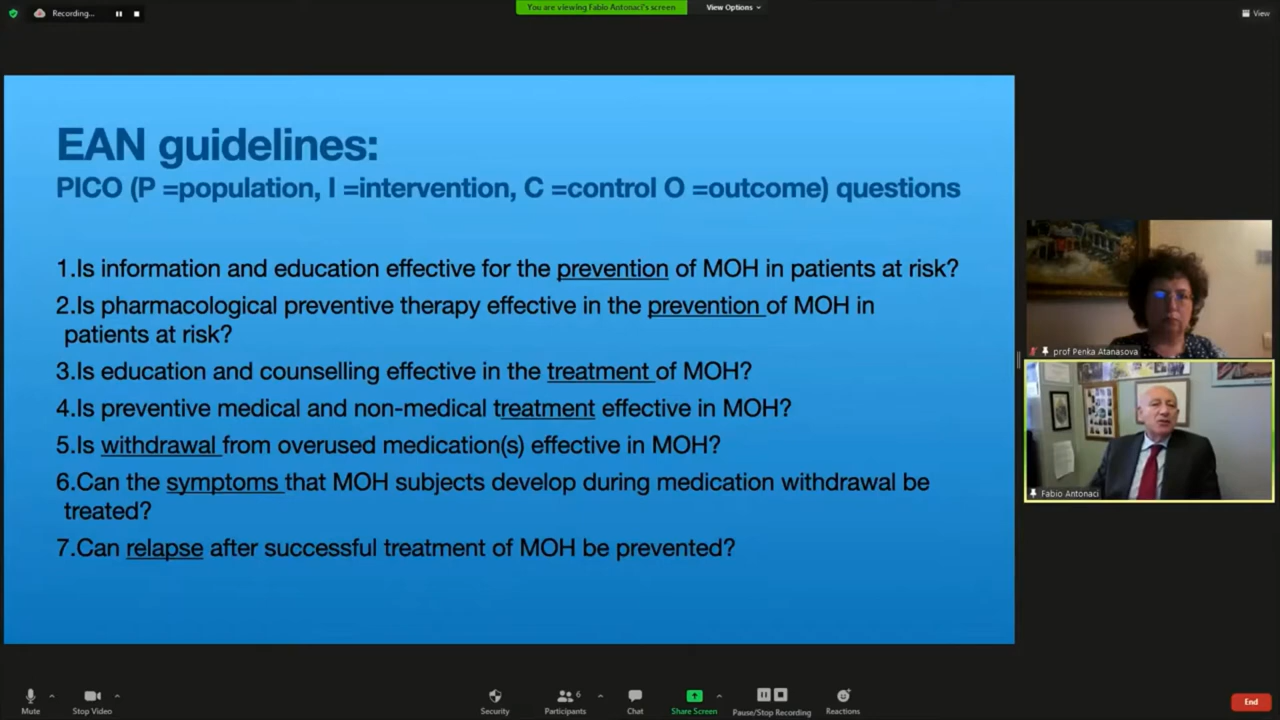 Recording...
You are viewing Fabio Antonaci's screen
View Options
View
EAN guidelines:
PICO (P =population, I =intervention, C =control O =outcome) questions
1.Is information and education effective for the prevention of MOH in patients at risk?
2.Is pharmacological preventive therapy effective in the prevention of MOH in
patients at risk?
3.Is education and counselling effective in the treatment of MOH?
4.Is preventive medical and non-medical treatment effective in MOH?
5.Is withdrawal from overused medication(s) effective in MOH?
6.Can the symptoms that MOH subjects develop during medication withdrawal be
treated?
7.Can relapse after successful treatment of MOH be prevented?
prof Penka Atanasova
Fabio Antonaci
Mute
Stop Video
Security
Participants
6
Chat
Share Screen
Pause/Stop Recording
Reactions
End